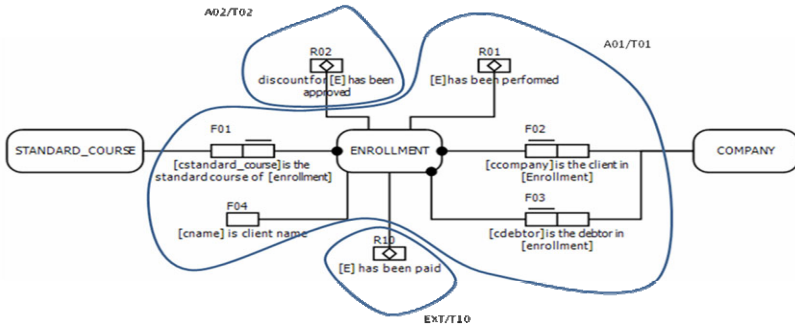 A02/T02
A01/T01
R02
discount for [E] has been
approved
R01
[E] has been performed
F01
STANDARD_COURSE
ENROLLMENT
F02
COMPANY
[cstandard_course] is the
standard course of [enrollment]
[ccompany] is the client in
[Enrollment]
F04
[cname] is client name
F03
[cdebtor] is the debtor in
[enrollment]
R10
[E] has been paid
EXT/T10